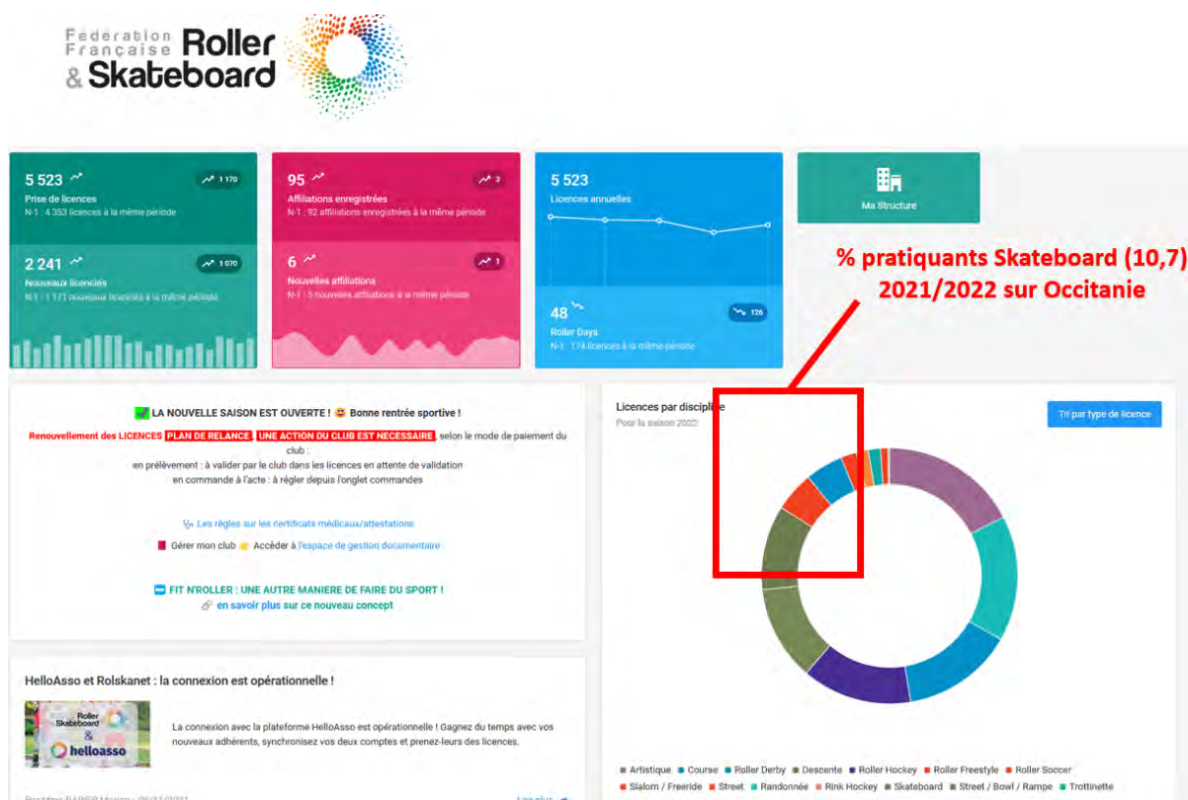 Fédération
Française Roller
& Skateboard
5 523
1 170
Prise de licences
N-1 : 4 353 licences à la même période
2 241
1 070
Nouveaux licenciés
N-1 : 1 171 nouveaux licenciés à la même période
95
3
Affiliations enregistrées
N-1 : 92 affiliations enregistrées à la même période
6
1
Nouvelles affiliations
N-1 : 5 nouvelles affiliations à la même période
5 523
Licences annuelles
48
126
Roller Days
N-1 : 174 licences à la même période
Ma Structure
% pratiquants Skateboard (10,7)
2021/2022 sur Occitanie
LA NOUVELLE SAISON EST OUVERTE ! Bonne rentrée sportive !
Renouvellement des LICENCES PLAN DE RELANCE, UNE ACTION DU CLUB EST NECESSAIRE, selon le mode de paiement du
club :
en prélèvement : à valider par le club dans les licences en attente de validation
en commande à l'acte : à régler depuis l'onglet commandes
Les règles sur les certificats médicaux/attestations
Gérer mon club Accéder à l'espace de gestion documentaire
FIT N'ROLLER : UNE AUTRE MANIERE DE FAIRE DU SPORT !
en savoir plus sur ce nouveau concept
Licences par discipline
Pour la saison 2022
Tri par type de licence
Artistique Course Roller Derby Descente Roller Hockey Roller Freestyle Roller Soccer
Slalom / Freeride Street Randonnée Rink Hockey Skateboard Street / Bowl / Rampe Trottinette
HelloAsso et Rolskanet : la connexion est opérationnelle !
Roller
Skateboard
&
helloasso
La connexion avec la plateforme HelloAsso est opérationnelle ! Gagnez du temps avec vos
nouveaux adhérents, synchronisez vos deux comptes et prenez-leurs des licences.